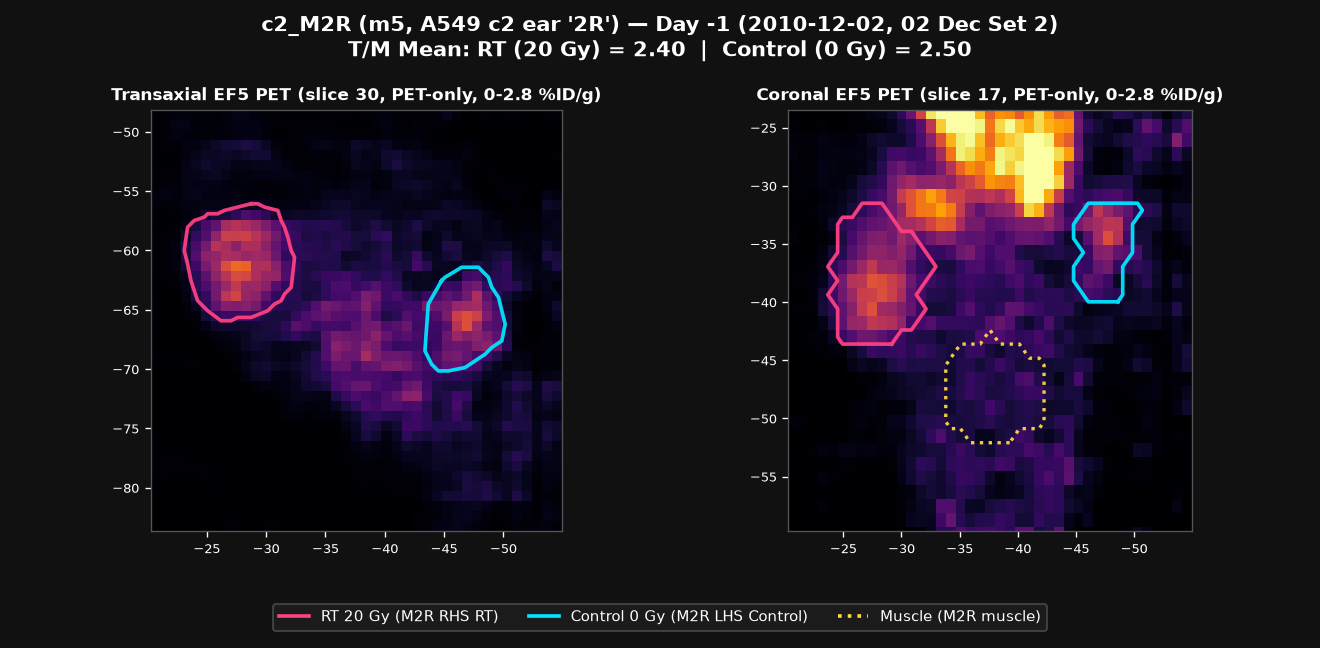 c2_M2R (m5, A549 c2 ear '2R') — Day -1 (2010-12-02, 02 Dec Set 2)
T/M Mean: RT (20 Gy) = 2.40 | Control (0 Gy) = 2.50
Transaxial EF5 PET (slice 30, PET-only, 0-2.8 %ID/g)
−50
−55
−60
−65
−70
−75
−80
−25 −30 −35 −40 −45 −50
Coronal EF5 PET (slice 17, PET-only, 0-2.8 %ID/g)
−25
−30
−35
−40
−45
−50
−55
−25 −30 −35 −40 −45 −50
RT 20 Gy (M2R RHS RT) Control 0 Gy (M2R LHS Control) Muscle (M2R muscle)